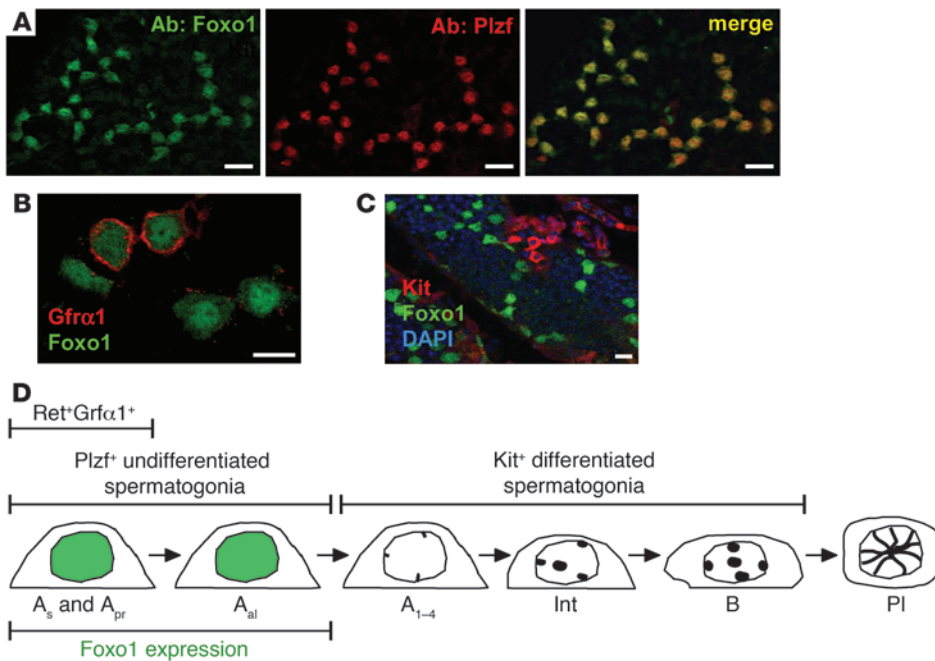 A
Ab: Foxo1
Ab: Plzf
merge
B
Gfrα1
Foxo1
C
Kit
Foxo1
DAPI
D
Ret⁺Grfα1⁺
Plzf⁺ undifferentiated
spermatogonia
Kit⁺ differentiated
spermatogonia
Aₛ and Aₚᵣ
Aₐₗ
A₁₋₄
Int
B
Pl
Foxo1 expression